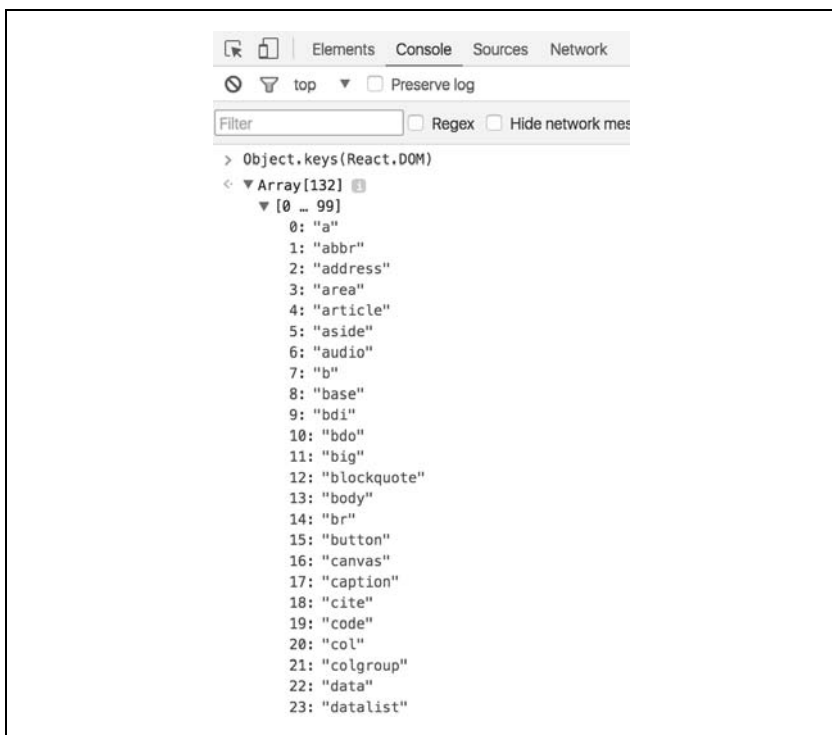 Elements Console Sources Network
top ▼ Preserve log
Filter Regex Hide network mes
> Object.keys(React.DOM)
<· ▼ Array[132] i
▼ [0 … 99]
0: "a"
1: "abbr"
2: "address"
3: "area"
4: "article"
5: "aside"
6: "audio"
7: "b"
8: "base"
9: "bdi"
10: "bdo"
11: "big"
12: "blockquote"
13: "body"
14: "br"
15: "button"
16: "canvas"
17: "caption"
18: "cite"
19: "code"
20: "col"
21: "colgroup"
22: "data"
23: "datalist"